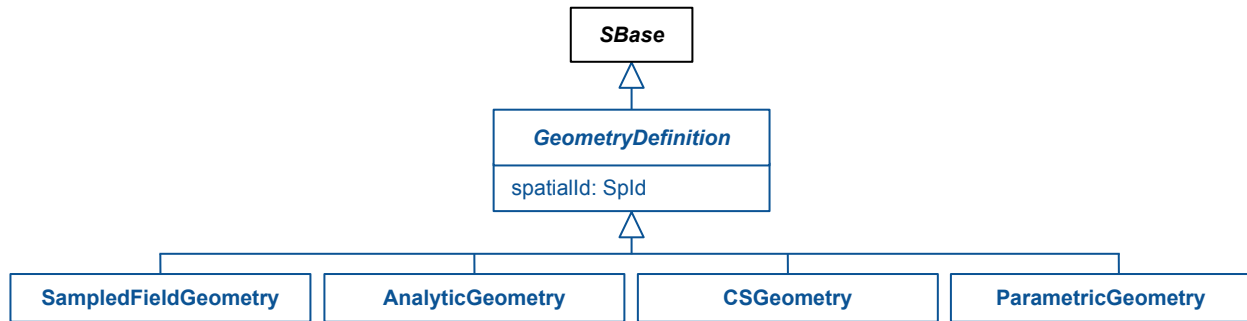 SBase
GeometryDefinition
spatialId: SpId
SampledFieldGeometry AnalyticGeometry CSGeometry ParametricGeometry